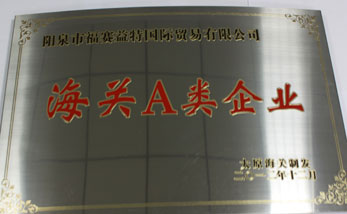 阳泉市福赛益特国际贸易有限公司
海关A类企业
太原海关制发
二〇一二年十二月